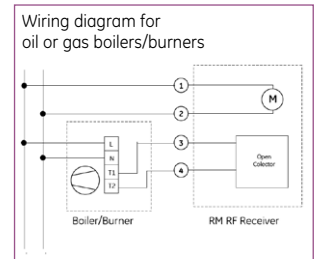 Wiring diagram for
oil or gas boilers/burners
1
M
2
L
3
N
Open
Colector
T1
4
T2
Boiler/Burner
RM RF Receiver